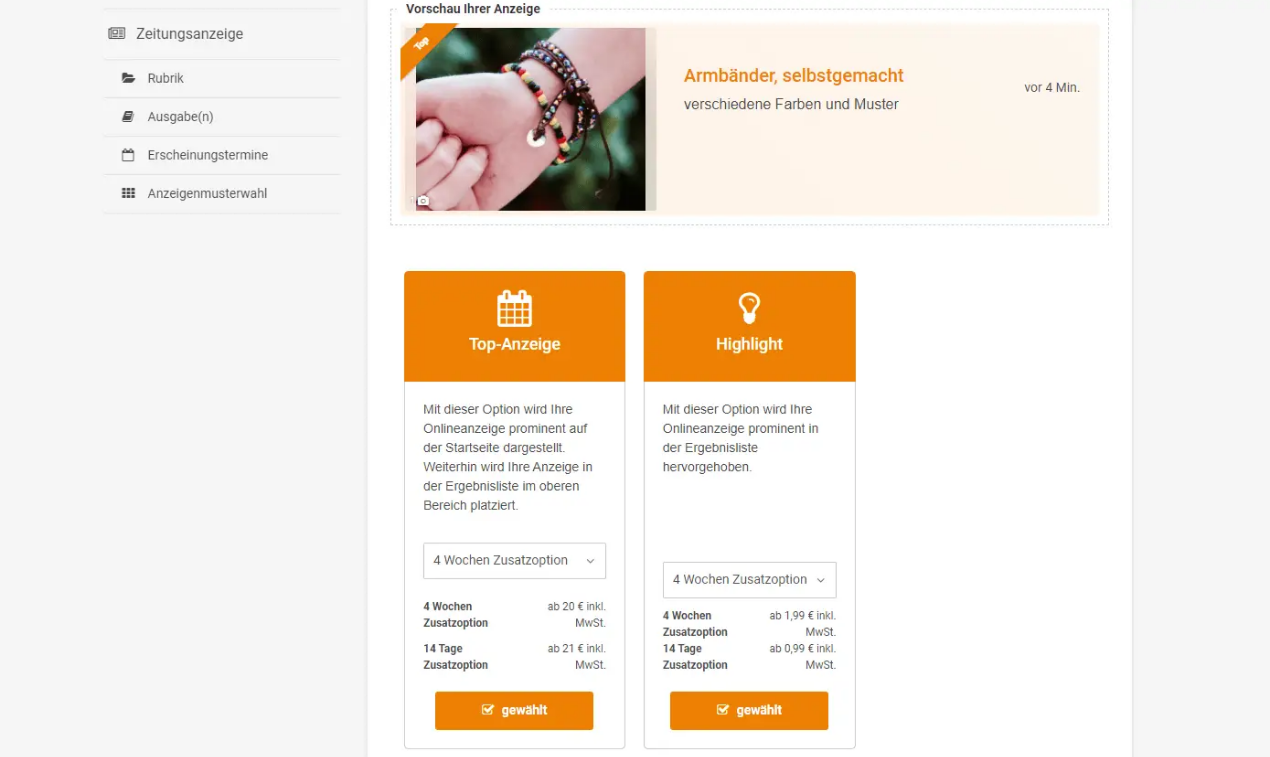 Vorschau Ihrer Anzeige
Zeitungsanzeige
Rubrik
Ausgabe(n)
Erscheinungstermine
Anzeigenmusterwahl
Top
Armbänder, selbstgemacht
vor 4 Min.
verschiedene Farben und Muster
Top-Anzeige
Mit dieser Option wird Ihre
Onlineanzeige prominent auf
der Startseite dargestellt.
Weiterhin wird Ihre Anzeige in
der Ergebnisliste im oberen
Bereich platziert.
4 Wochen Zusatzoption
4 Wochen ab 20 € inkl.
Zusatzoption MwSt.
14 Tage ab 21 € inkl.
Zusatzoption MwSt.
gewählt
Highlight
Mit dieser Option wird Ihre
Onlineanzeige prominent in
der Ergebnisliste
hervorgehoben.
4 Wochen Zusatzoption
4 Wochen ab 1,99 € inkl.
Zusatzoption MwSt.
14 Tage ab 0,99 € inkl.
Zusatzoption MwSt.
gewählt